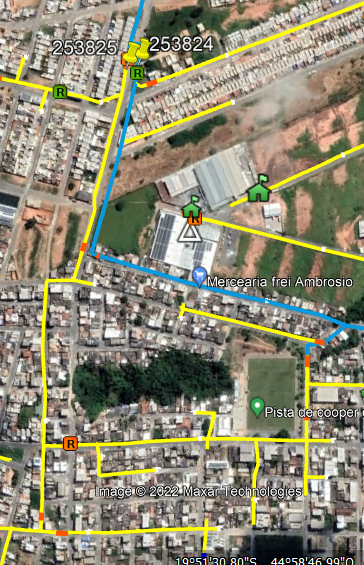 253825 253824
R
R
R
Mercearia frei Ambrosio
Pista de cooper
R
Image © 2022 Maxar Technologies
19°51'30.80"S 44°58'46.99"O